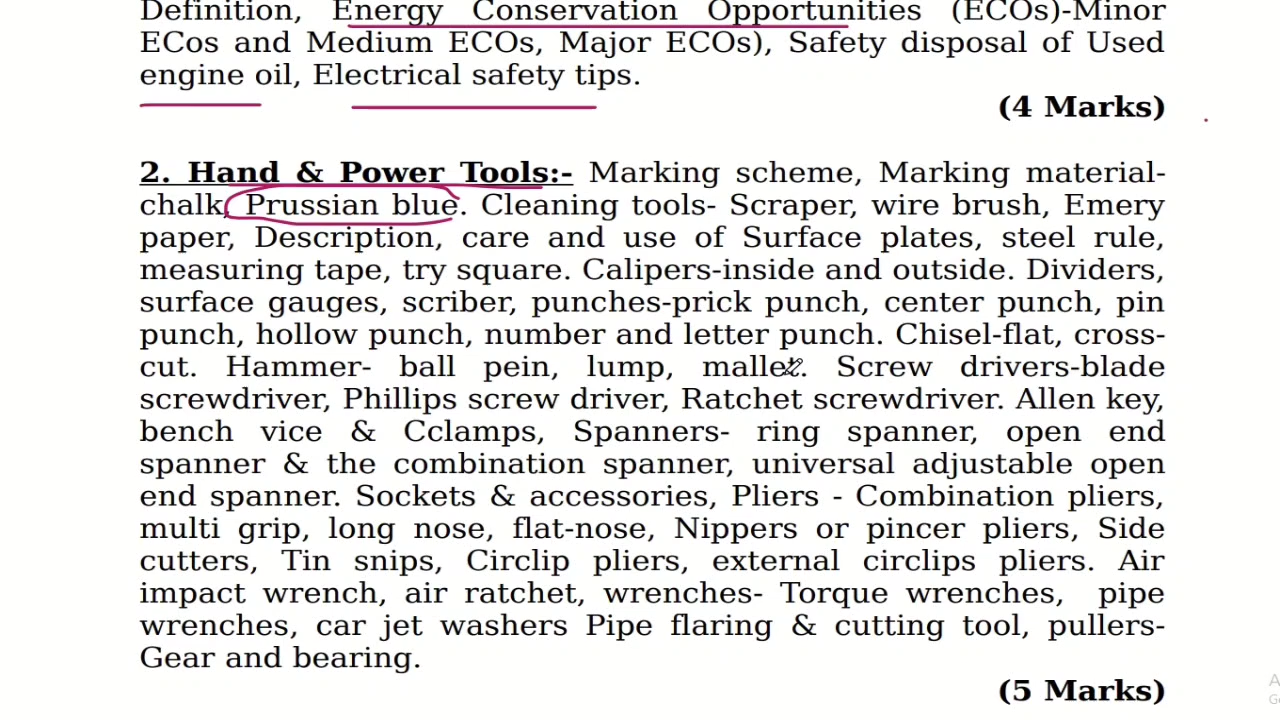 Definition, Energy Conservation Opportunities (ECOs)-Minor
ECos and Medium ECOs, Major ECOs), Safety disposal of Used
engine oil, Electrical safety tips.
(4 Marks)
2. Hand & Power Tools:- Marking scheme, Marking material-
chalk, Prussian blue. Cleaning tools- Scraper, wire brush, Emery
paper, Description, care and use of Surface plates, steel rule,
measuring tape, try square. Calipers-inside and outside. Dividers,
surface gauges, scriber, punches-prick punch, center punch, pin
punch, hollow punch, number and letter punch. Chisel-flat, cross-
cut. Hammer- ball pein, lump, mallet. Screw drivers-blade
screwdriver, Phillips screw driver, Ratchet screwdriver. Allen key,
bench vice & Cclamps, Spanners- ring spanner, open end
spanner & the combination spanner, universal adjustable open
end spanner. Sockets & accessories, Pliers - Combination pliers,
multi grip, long nose, flat-nose, Nippers or pincer pliers, Side
cutters, Tin snips, Circlip pliers, external circlips pliers. Air
impact wrench, air ratchet, wrenches- Torque wrenches, pipe
wrenches, car jet washers Pipe flaring & cutting tool, pullers-
Gear and bearing.
(5 Marks)